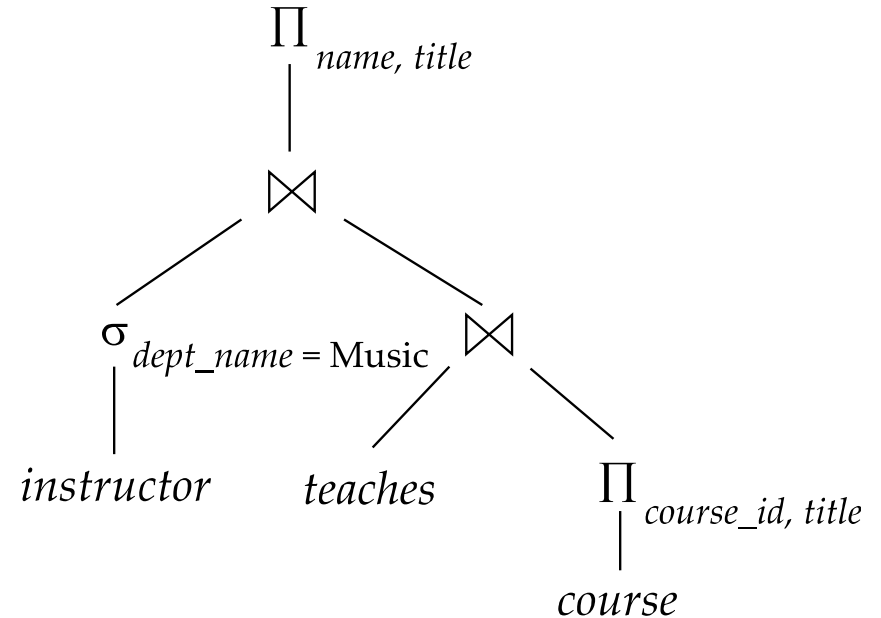 ∏ name, title
⋈
σ dept_name = Music
⋈
instructor
teaches
∏ course_id, title
course